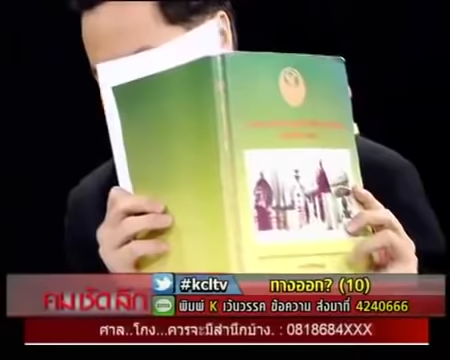 #kcltv
ทางออก? (10)
คม ชัด ลึก
พิมพ์ K เว้นวรรค ข้อความ ส่งมาที่ 4240666
ศาล..โกง...ควรจะมีสำนึกบ้าง. : 0818684XXX